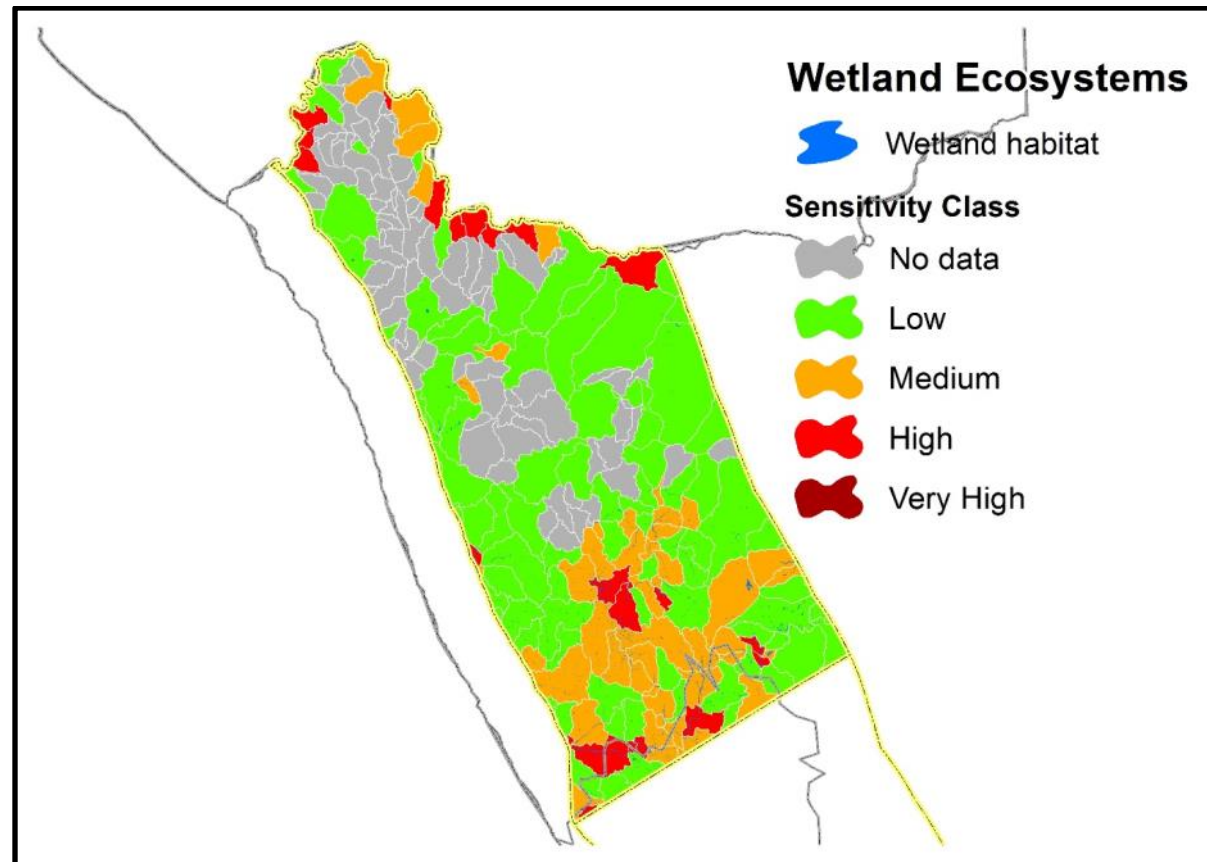 Wetland Ecosystems
Wetland habitat
Sensitivity Class
No data
Low
Medium
High
Very High